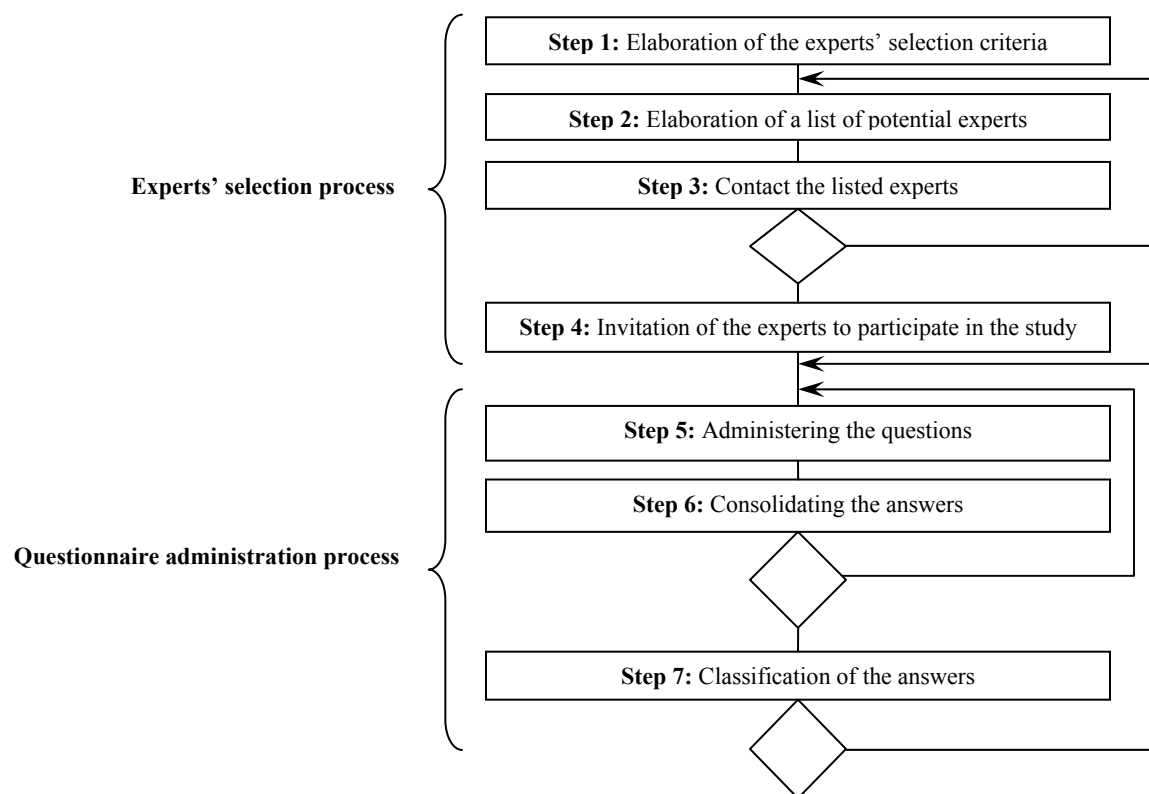 Step 1: Elaboration of the experts’ selection criteria
Step 2: Elaboration of a list of potential experts
Experts’ selection process
Step 3: Contact the listed experts
Step 4: Invitation of the experts to participate in the study
Step 5: Administering the questions
Step 6: Consolidating the answers
Questionnaire administration process
Step 7: Classification of the answers